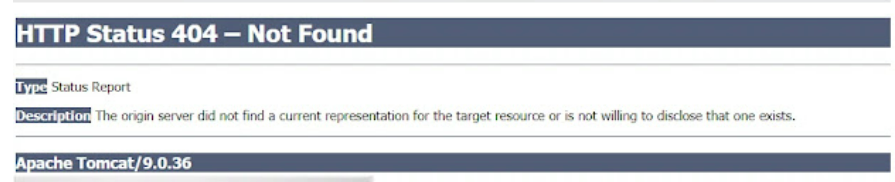 HTTP Status 404 – Not Found
Type Status Report
Description The origin server did not find a current representation for the target resource or is not willing to disclose that one exists.
Apache Tomcat/9.0.36